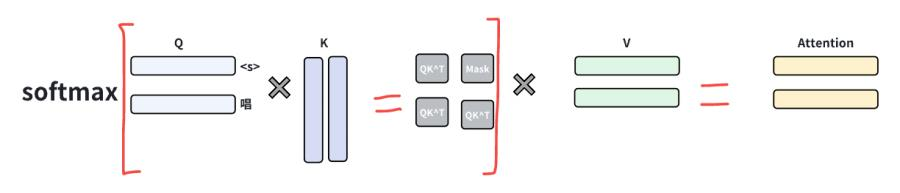 Q
K
V
Attention
<s>
唱
softmax
QK^T
Mask
QK^T
QK^T